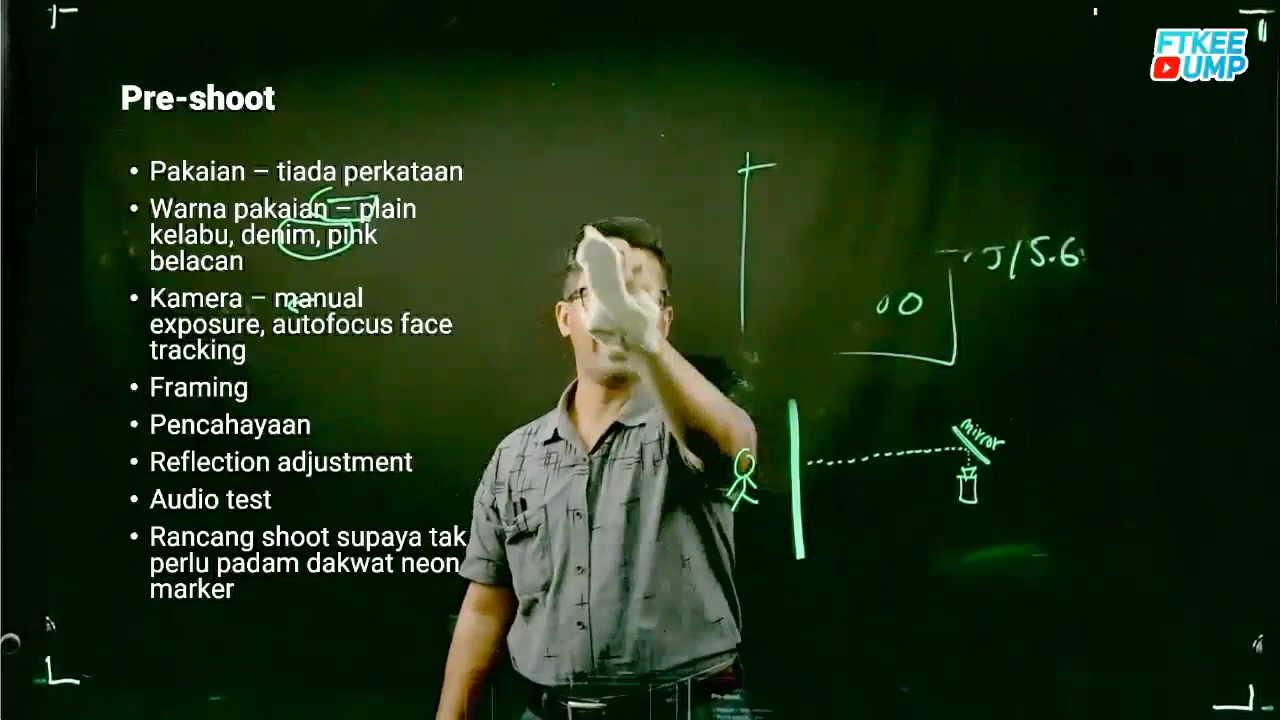 FTKEE
UMP
Pre-shoot
• Pakaian – tiada perkataan
• Warna pakaian – plain
kelabu, denim, pink
belacan
• Kamera – manual
exposure, autofocus face
tracking
• Framing
• Pencahayaan
• Reflection adjustment
• Audio test
• Rancang shoot supaya tak
perlu padam dakwat neon
marker
f/5.6
mirror